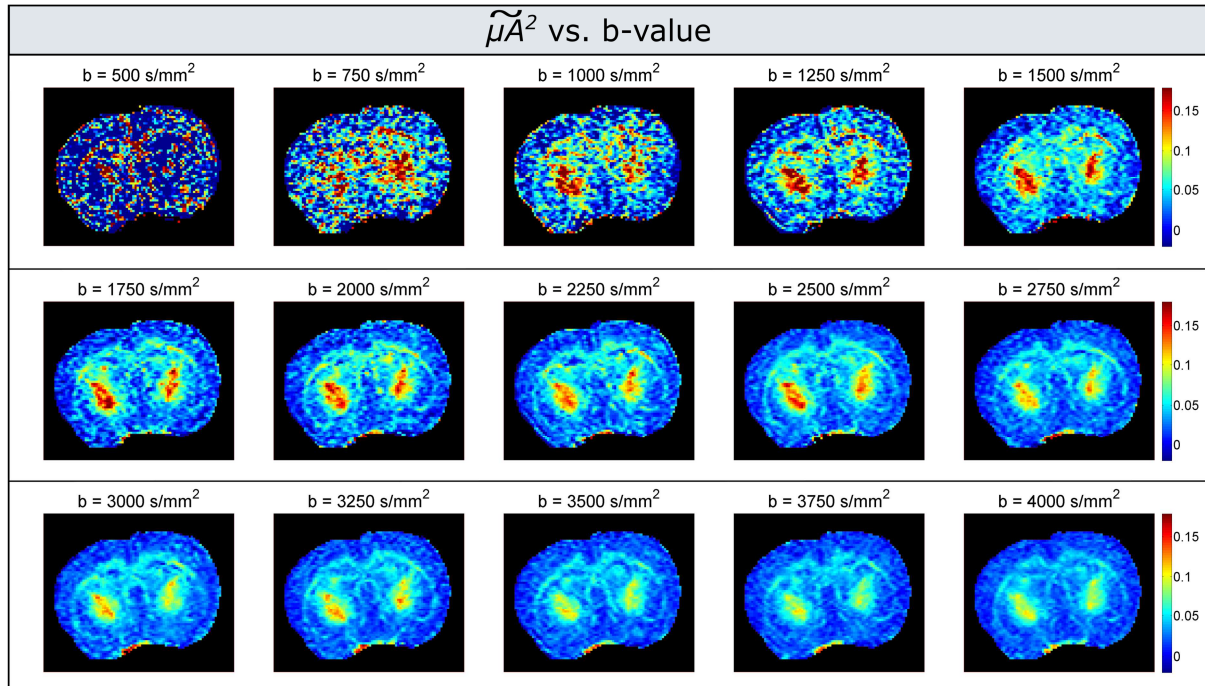 μ̃A² vs. b-value
b = 500 s/mm²
b = 750 s/mm²
b = 1000 s/mm²
b = 1250 s/mm²
b = 1500 s/mm²
0.15
0.1
0.05
0
b = 1750 s/mm²
b = 2000 s/mm²
b = 2250 s/mm²
b = 2500 s/mm²
b = 2750 s/mm²
0.15
0.1
0.05
0
b = 3000 s/mm²
b = 3250 s/mm²
b = 3500 s/mm²
b = 3750 s/mm²
b = 4000 s/mm²
0.15
0.1
0.05
0